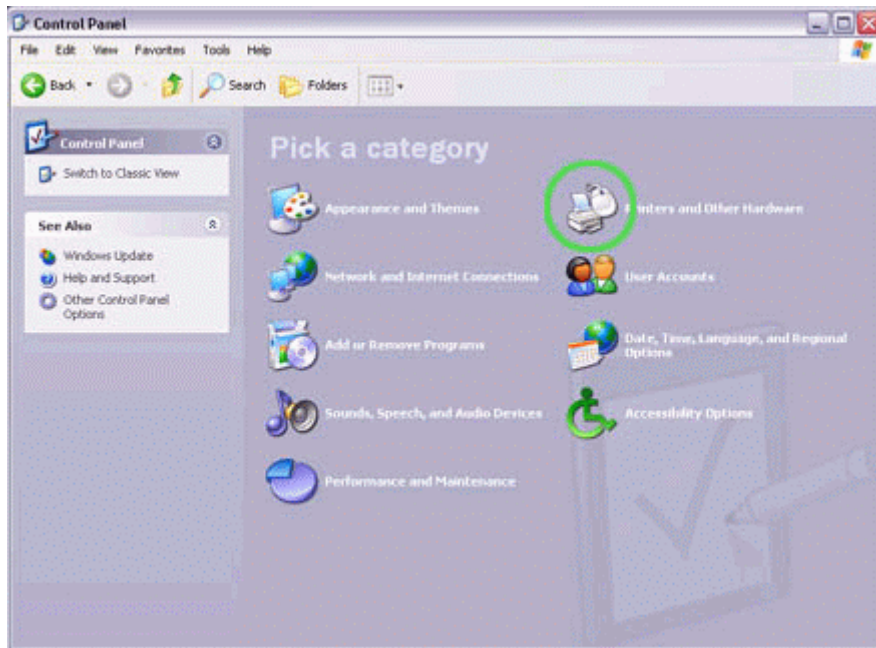 Control Panel
File Edit View Favorites Tools Help
Back Search Folders
Control Panel
Switch to Classic View
See Also
Windows Update
Help and Support
Other Control Panel
Options
Pick a category
Appearance and Themes
Printers and Other Hardware
Network and Internet Connections
User Accounts
Add or Remove Programs
Date, Time, Language, and Regional
Options
Sounds, Speech, and Audio Devices
Accessibility Options
Performance and Maintenance